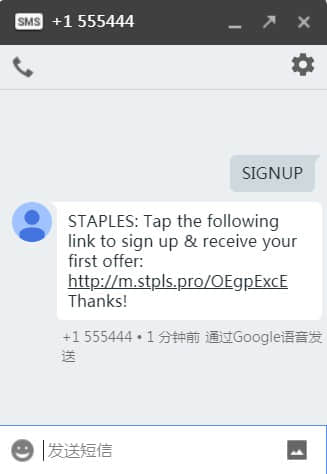 SMS +1 555444
SIGNUP
STAPLES: Tap the following
link to sign up & receive your
first offer:
http://m.stpls.pro/OEgpExcE
Thanks!
+1 555444 • 1 分钟前 通过Google语音发
送
发送短信